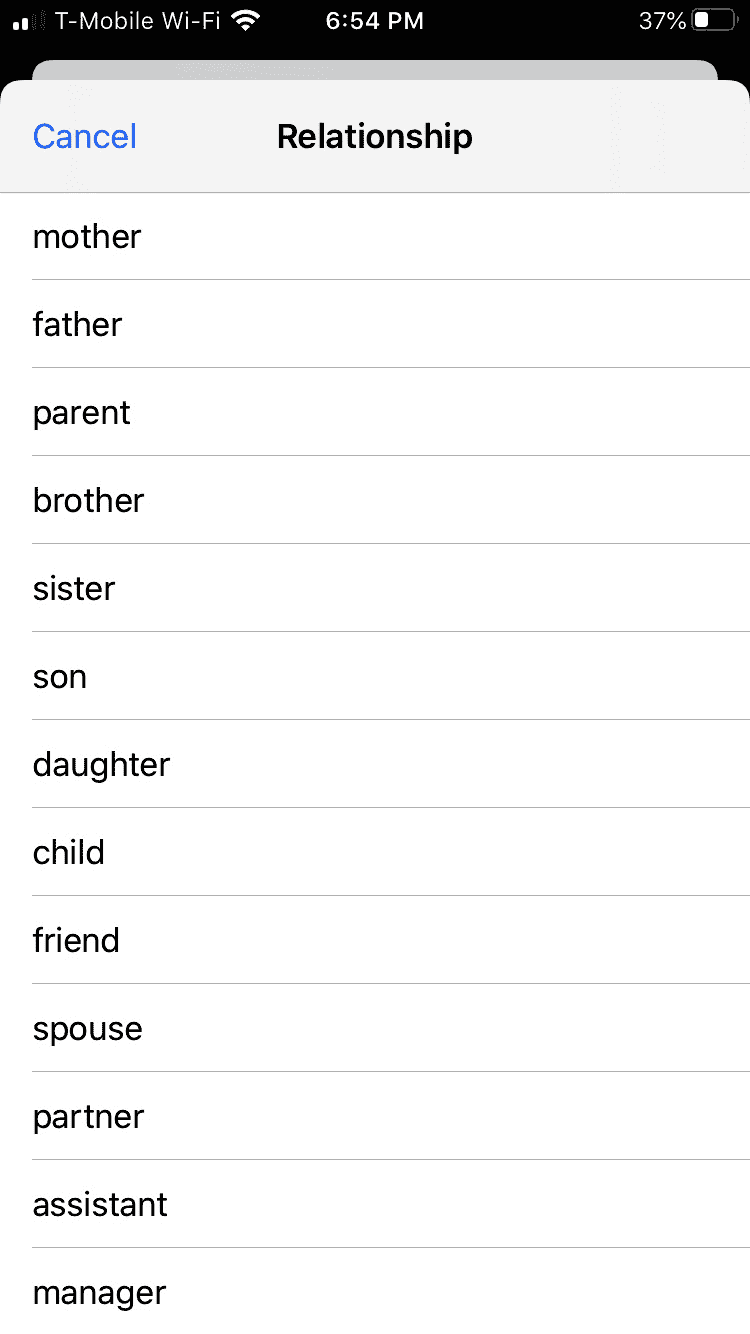 T-Mobile Wi-Fi 6:54 PM 37%
Cancel Relationship
mother
father
parent
brother
sister
son
daughter
child
friend
spouse
partner
assistant
manager